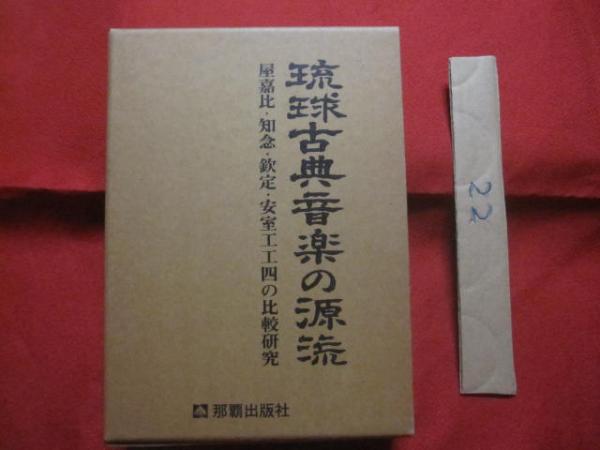 琉球古典音楽の源流
屋嘉比・知念・欽定・安室工工四の比較研究
那覇出版社
22